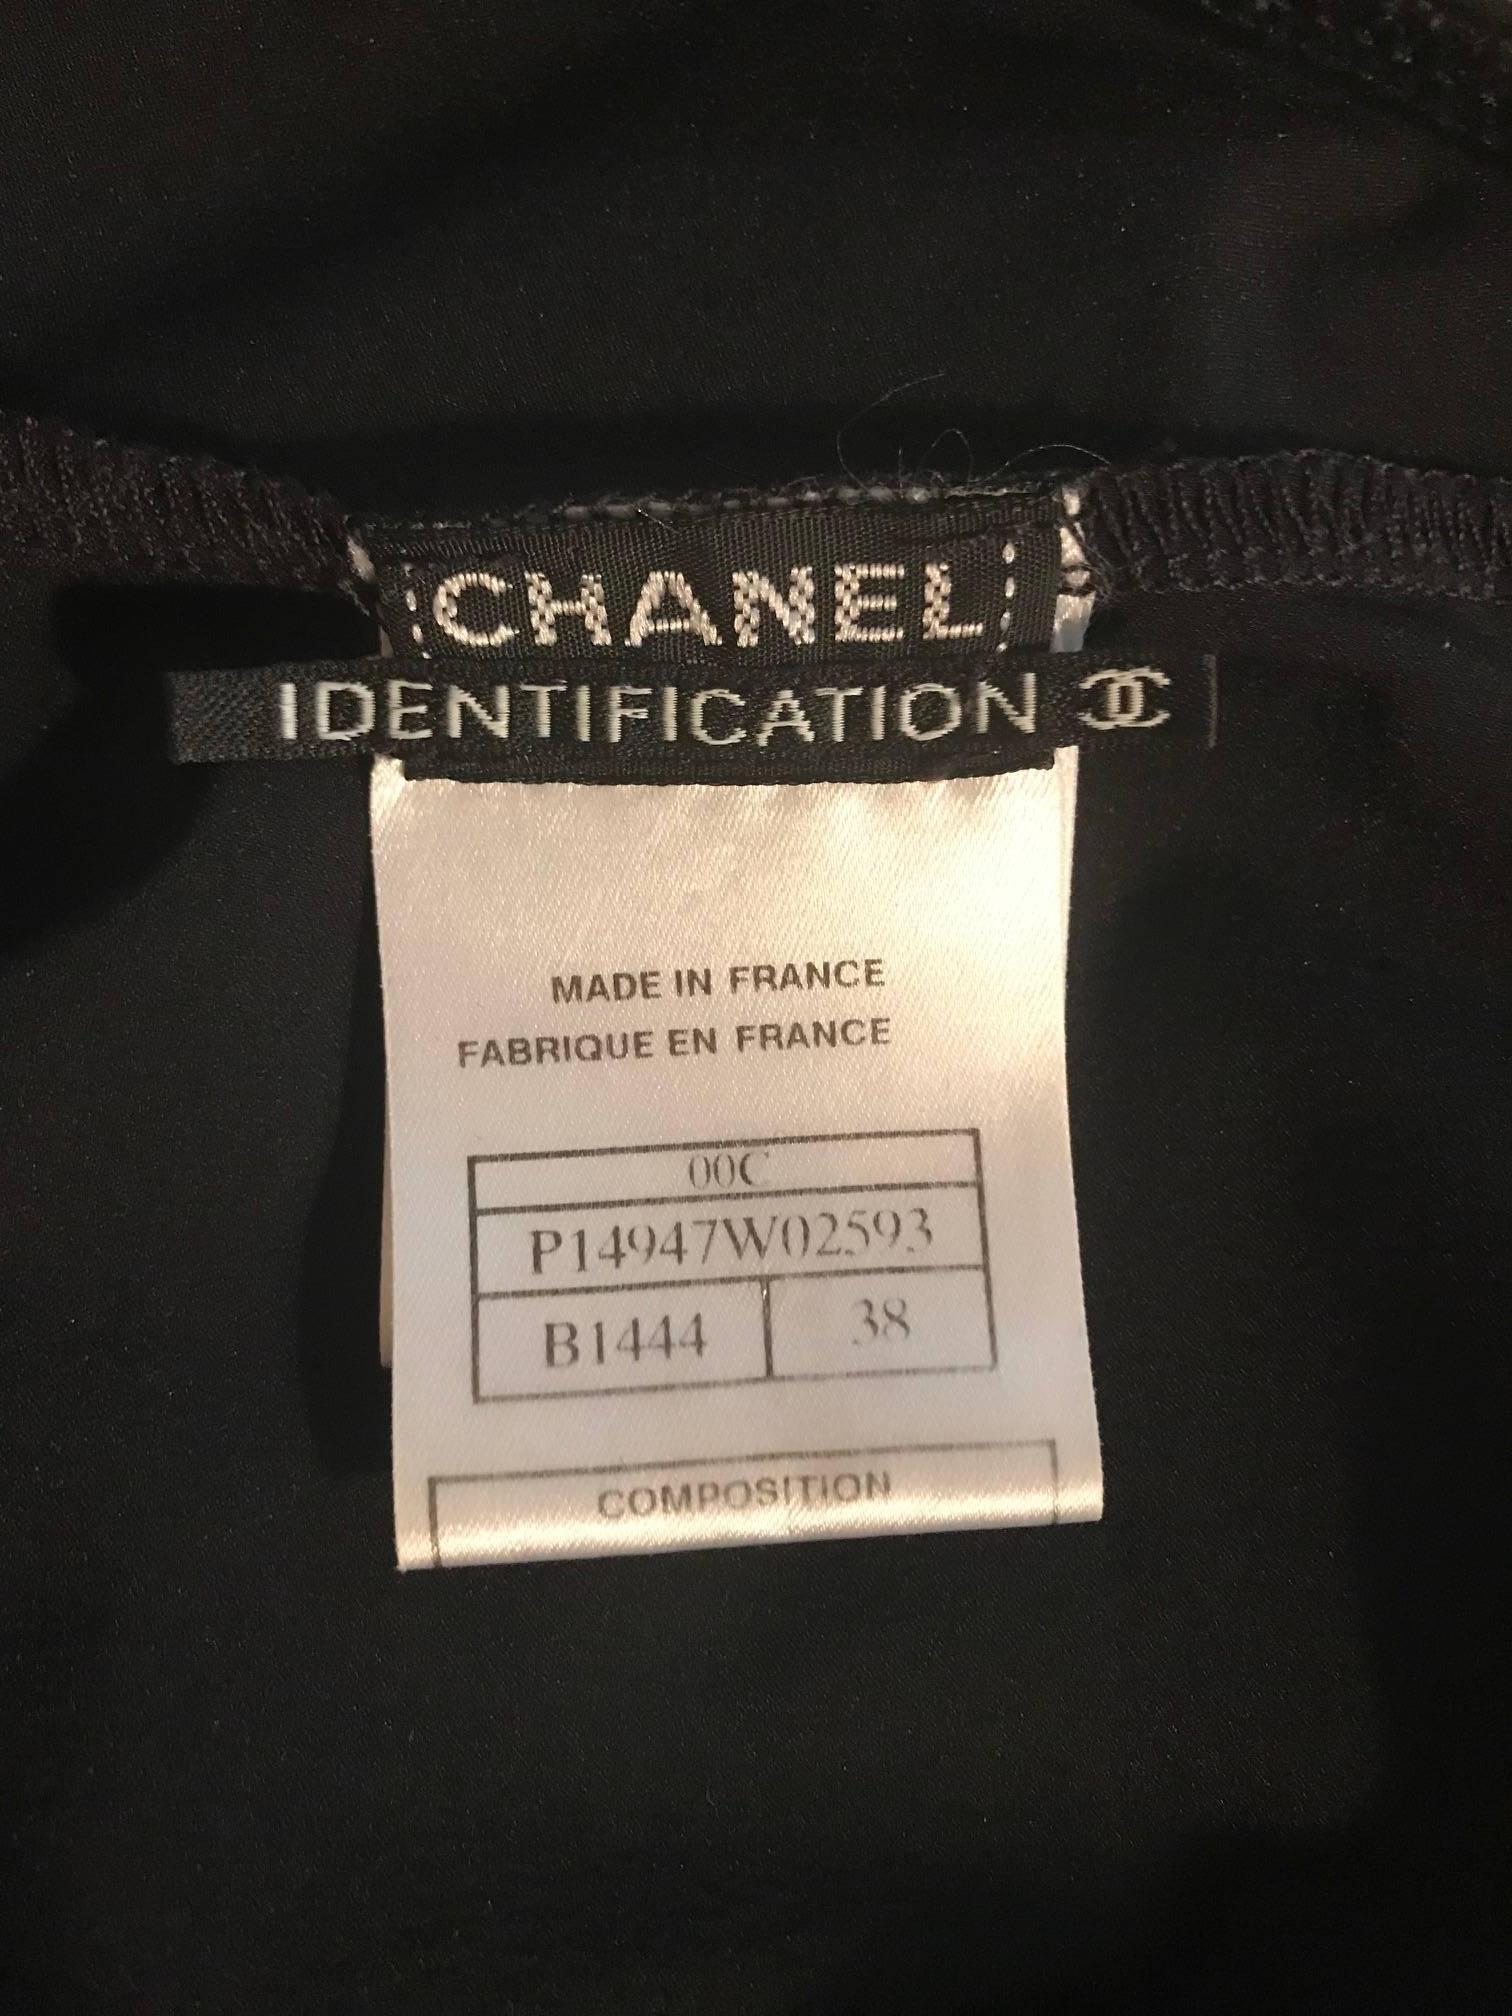 CHANEL
IDENTIFICATION
MADE IN FRANCE
FABRIQUE EN FRANCE
00C
P14947W02593
B1444 38
COMPOSITION